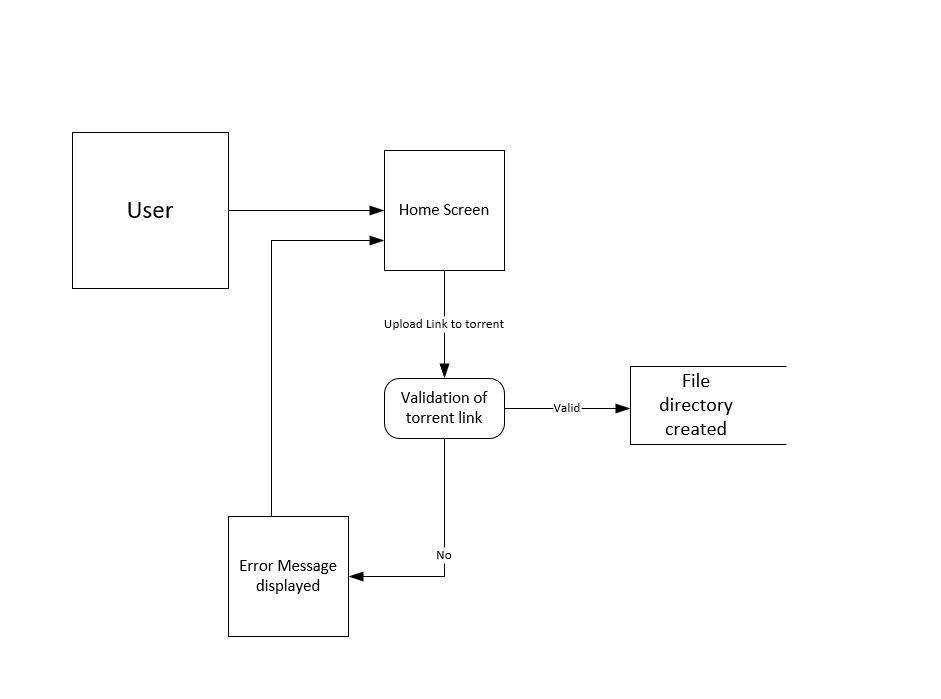 User
Home Screen
Upload Link to torrent
Validation of
torrent link
Valid
File
directory
created
No
Error Message
displayed